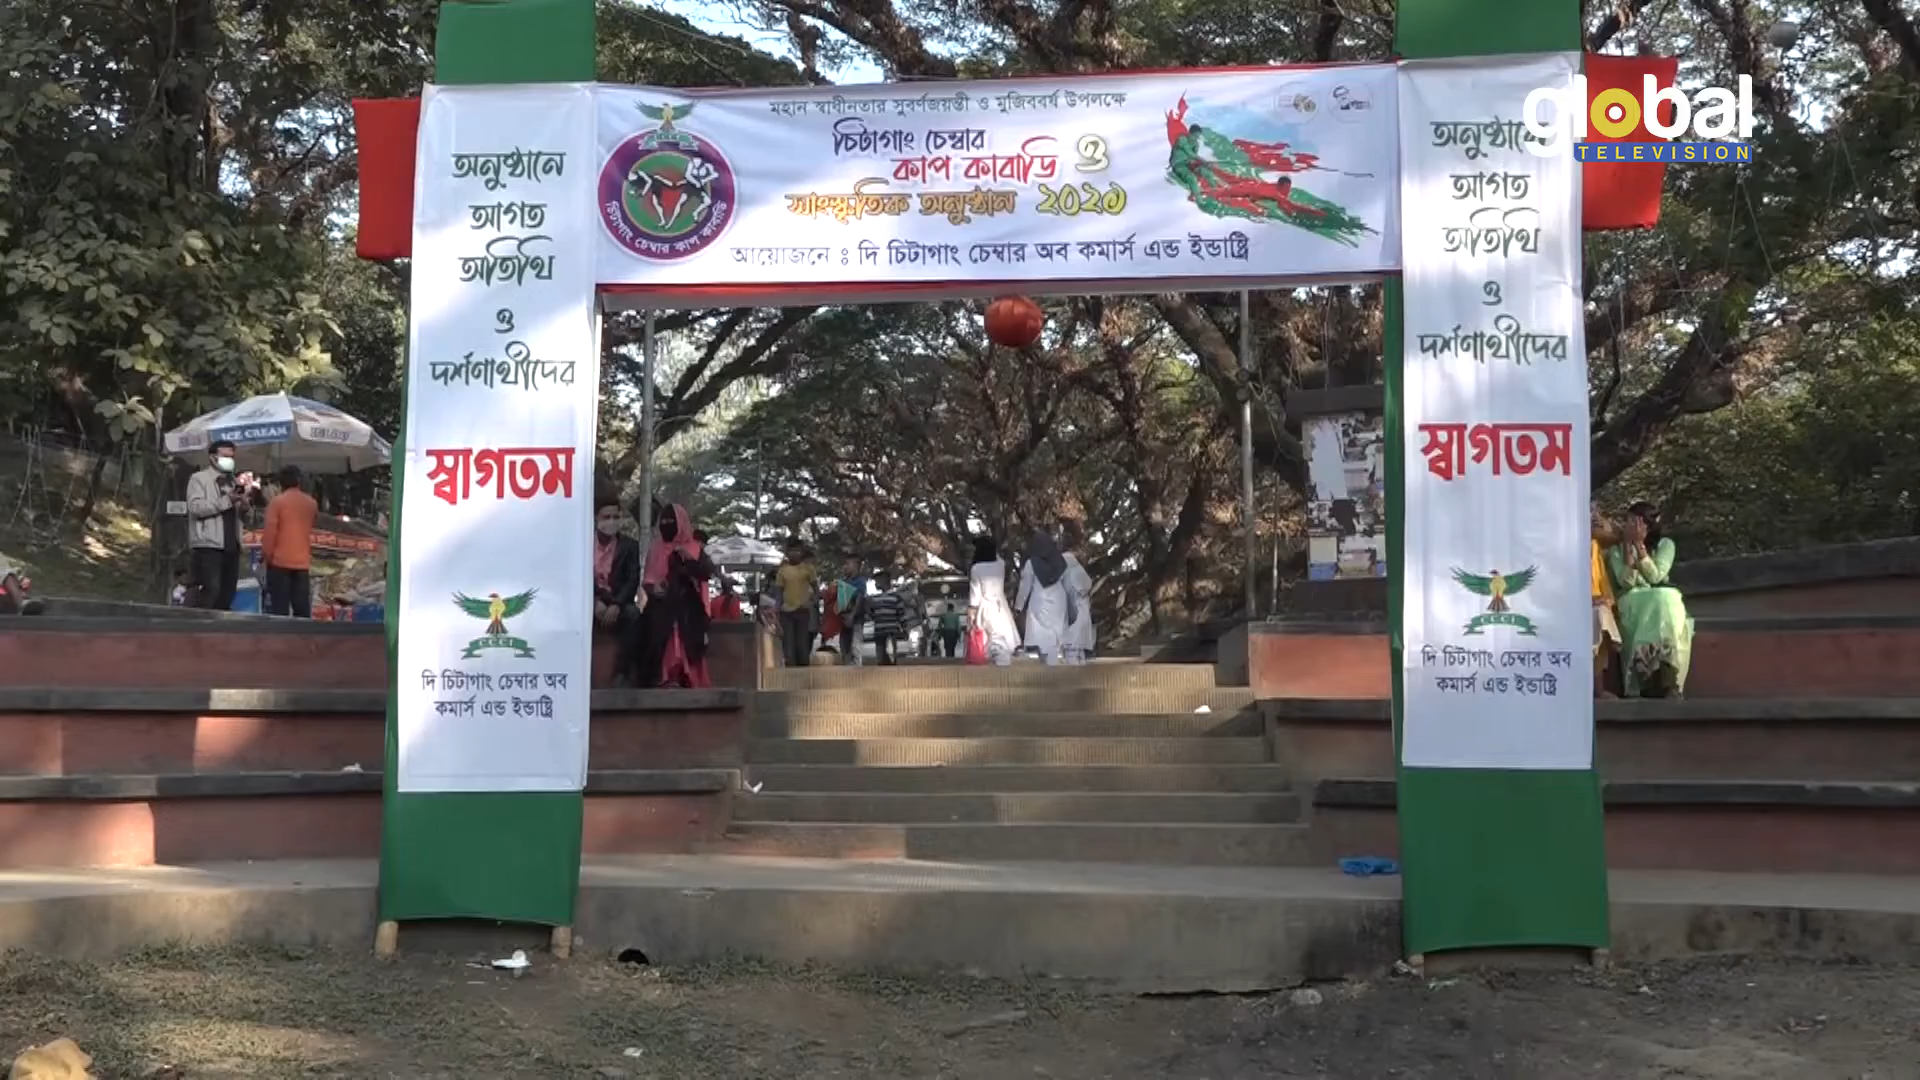 মহান স্বাধীনতার সুবর্ণজয়ন্তী ও মুজিববর্ষ উপলক্ষে
চিটাগাং চেম্বার
কাপ কাবাডি ও
সাংস্কৃতিক অনুষ্ঠান ২০২১
আয়োজনে : দি চিটাগাং চেম্বার অব কমার্স এন্ড ইন্ডাষ্ট্রি
চিটাগাং চেম্বার কাপ কাবাডি
অনুষ্ঠানে
আগত
অতিথি
ও
দর্শণার্থীদের
স্বাগতম
CCCI
দি চিটাগাং চেম্বার অব
কমার্স এন্ড ইন্ডাষ্ট্রি
অনুষ্ঠানে
আগত
অতিথি
ও
দর্শণার্থীদের
স্বাগতম
CCCI
দি চিটাগাং চেম্বার অব
কমার্স এন্ড ইন্ডাষ্ট্রি
global
TELEVISION
ICE CREAM